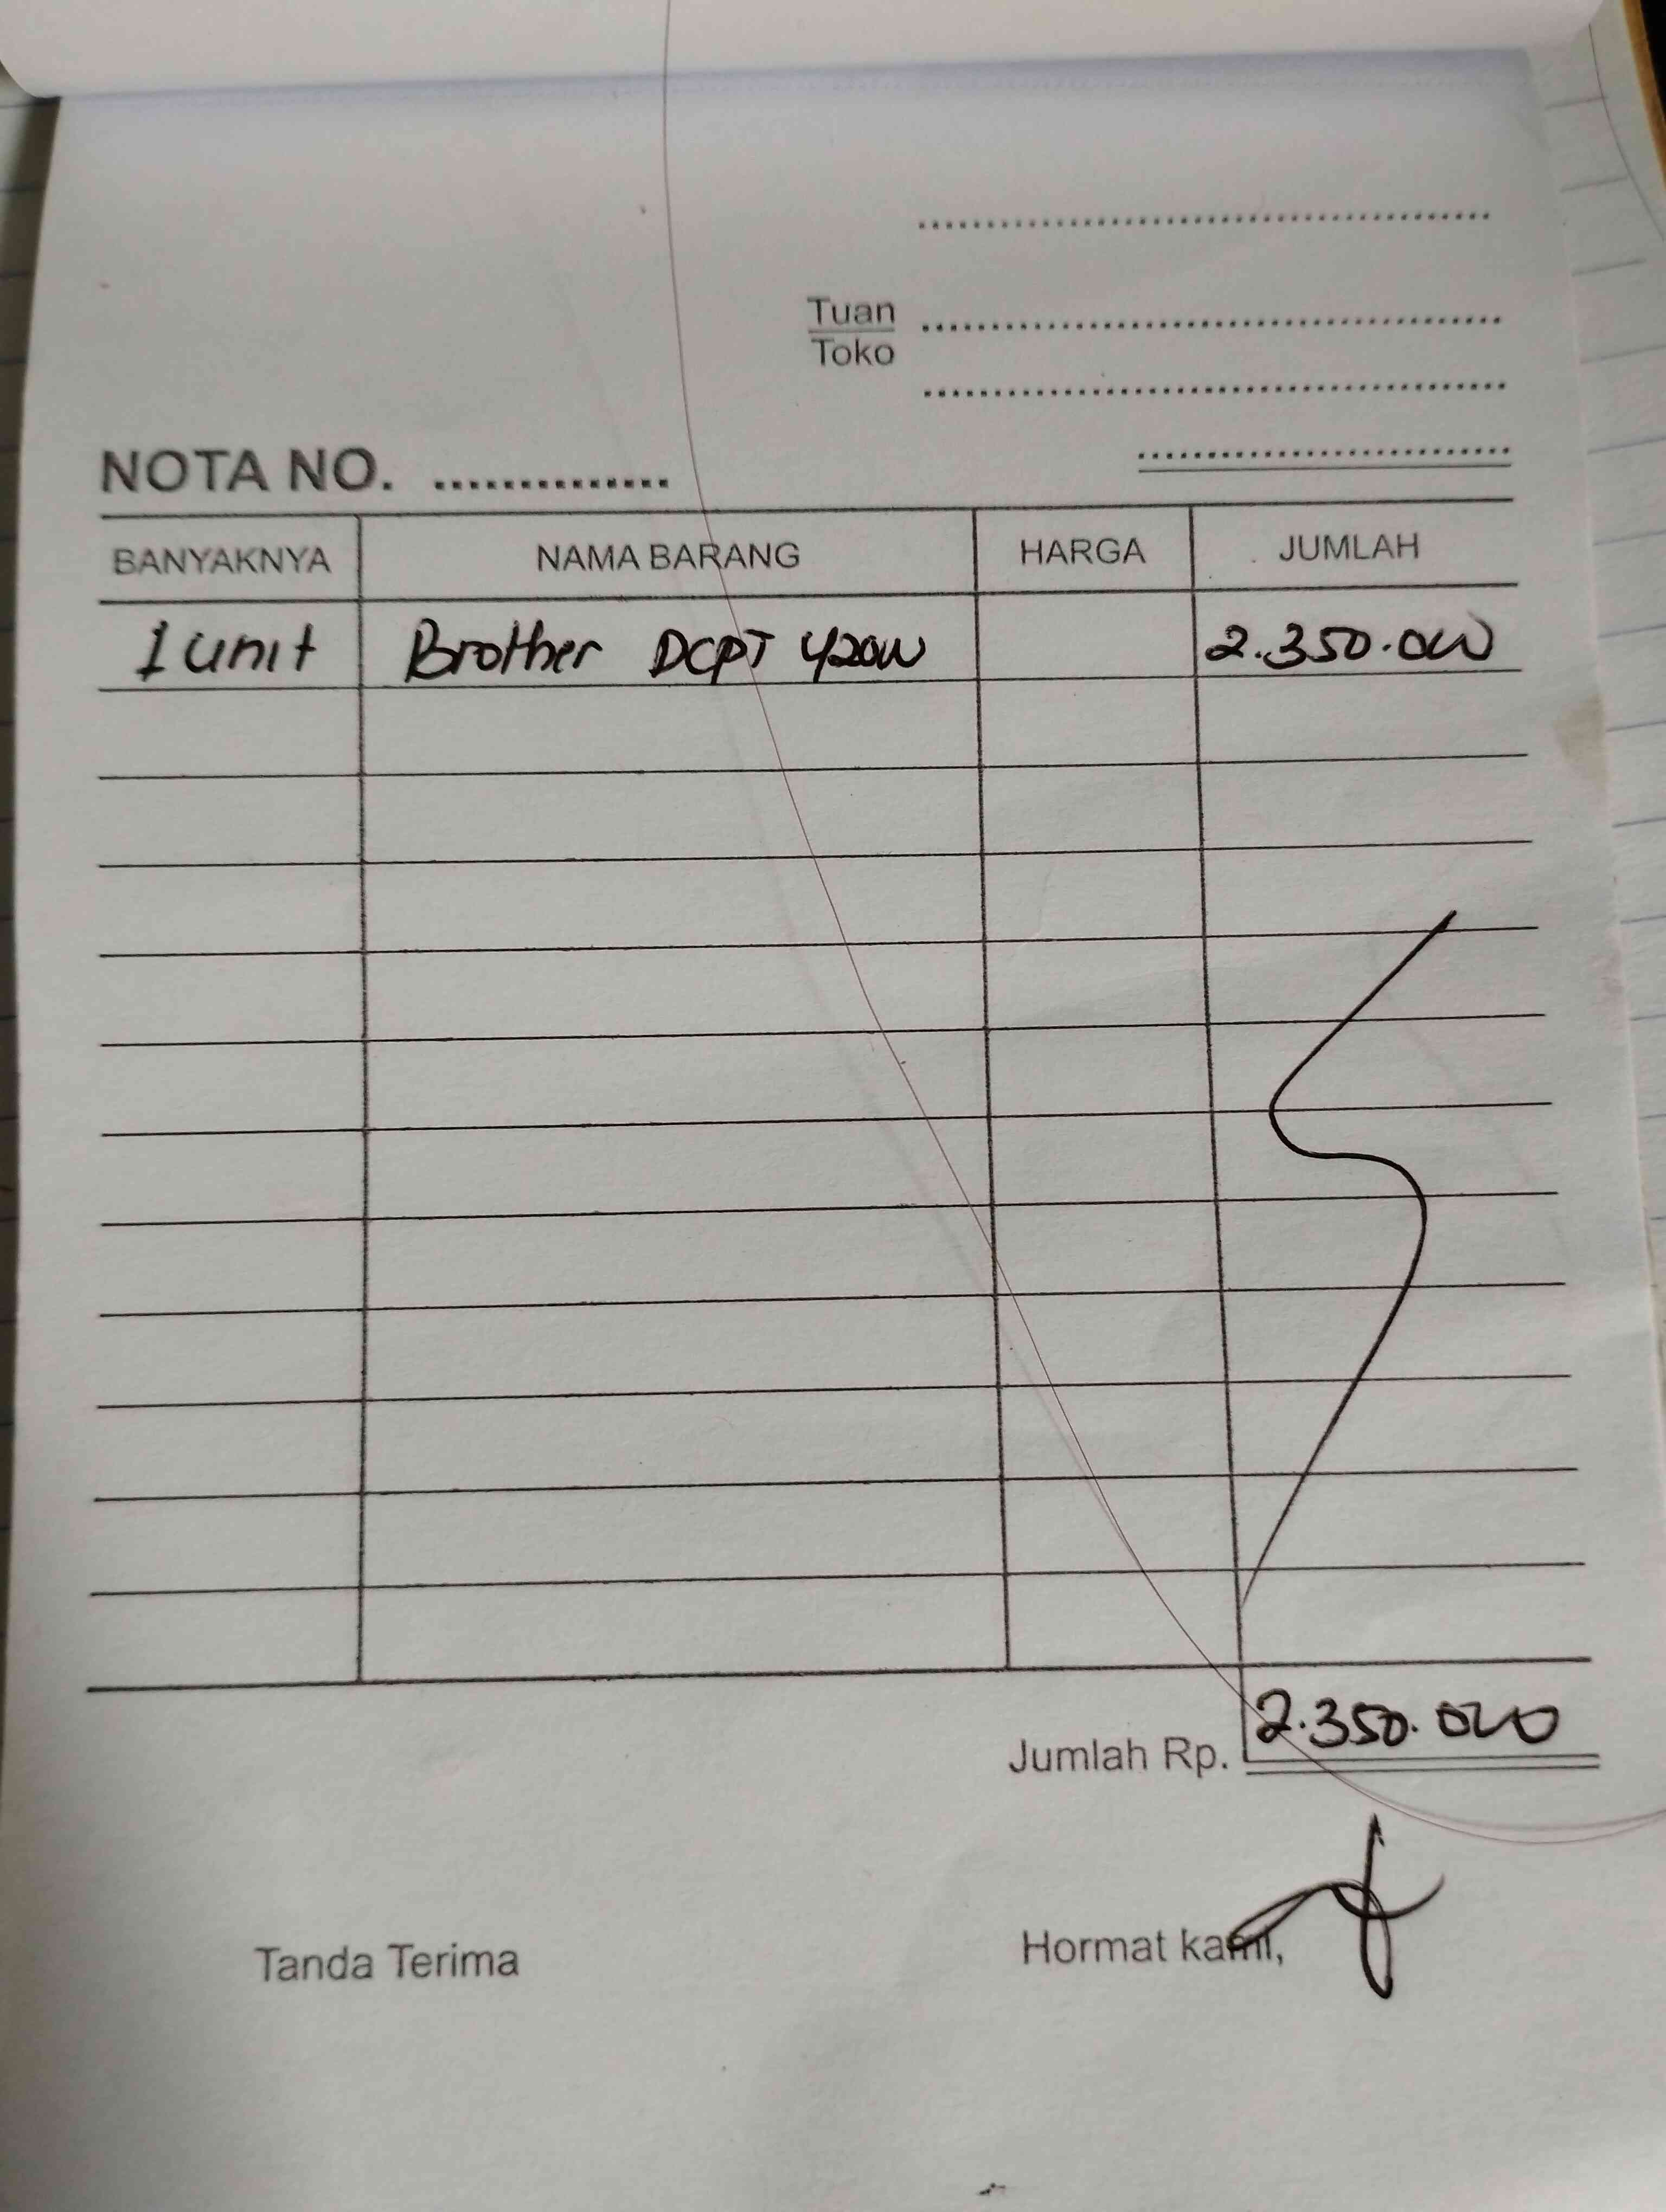 Tuan
Toko
NOTA NO. ..............
BANYAKNYA NAMA BARANG HARGA JUMLAH
1 unit Brother DCPT 420W 2.350.000
Jumlah Rp. 2.350.000
Tanda Terima Hormat kami,